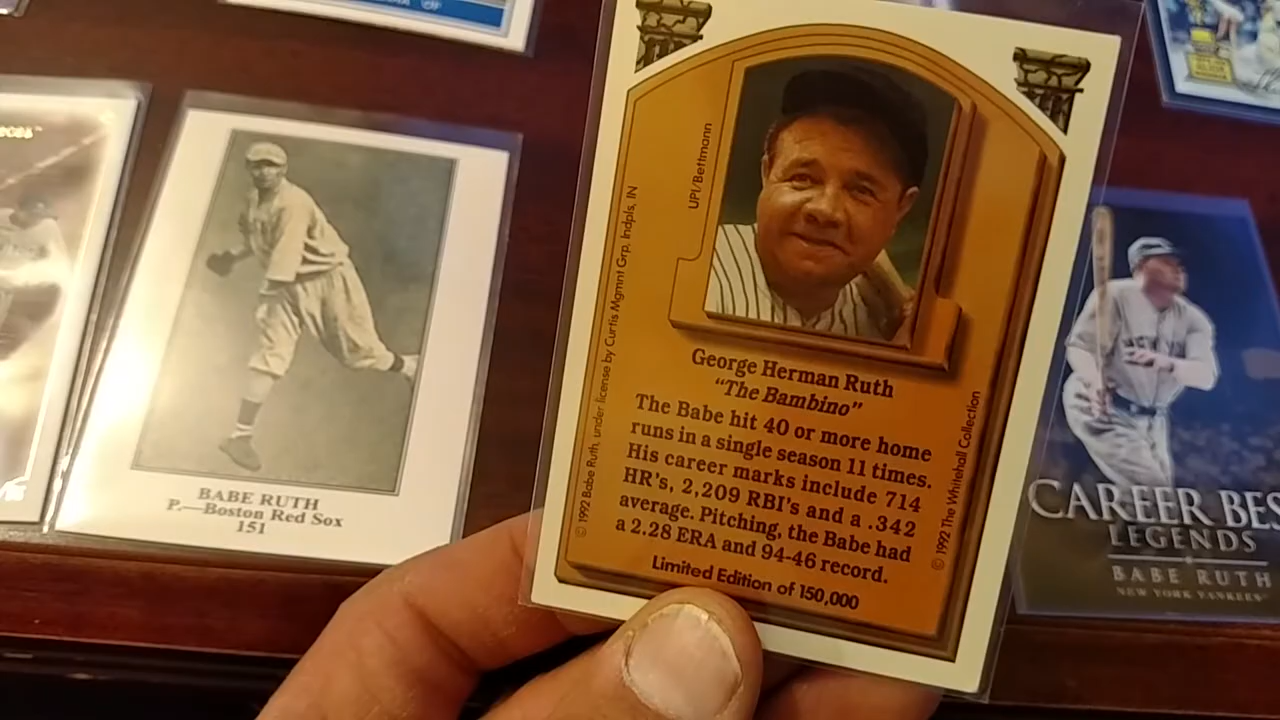 BABE RUTH
P.—Boston Red Sox
151
UPI/Bettmann
© 1992 Babe Ruth, under license by Curtis Mgmnt Grp. Indpls, IN
George Herman Ruth
"The Bambino"
The Babe hit 40 or more home
runs in a single season 11 times.
His career marks include 714
HR's, 2,209 RBI's and a .342
average. Pitching, the Babe had
a 2.28 ERA and 94-46 record.
Limited Edition of 150,000
© 1992 The Whitehall Collection
CAREER BES
LEGENDS
BABE RUTH
NEW YORK YANKEES